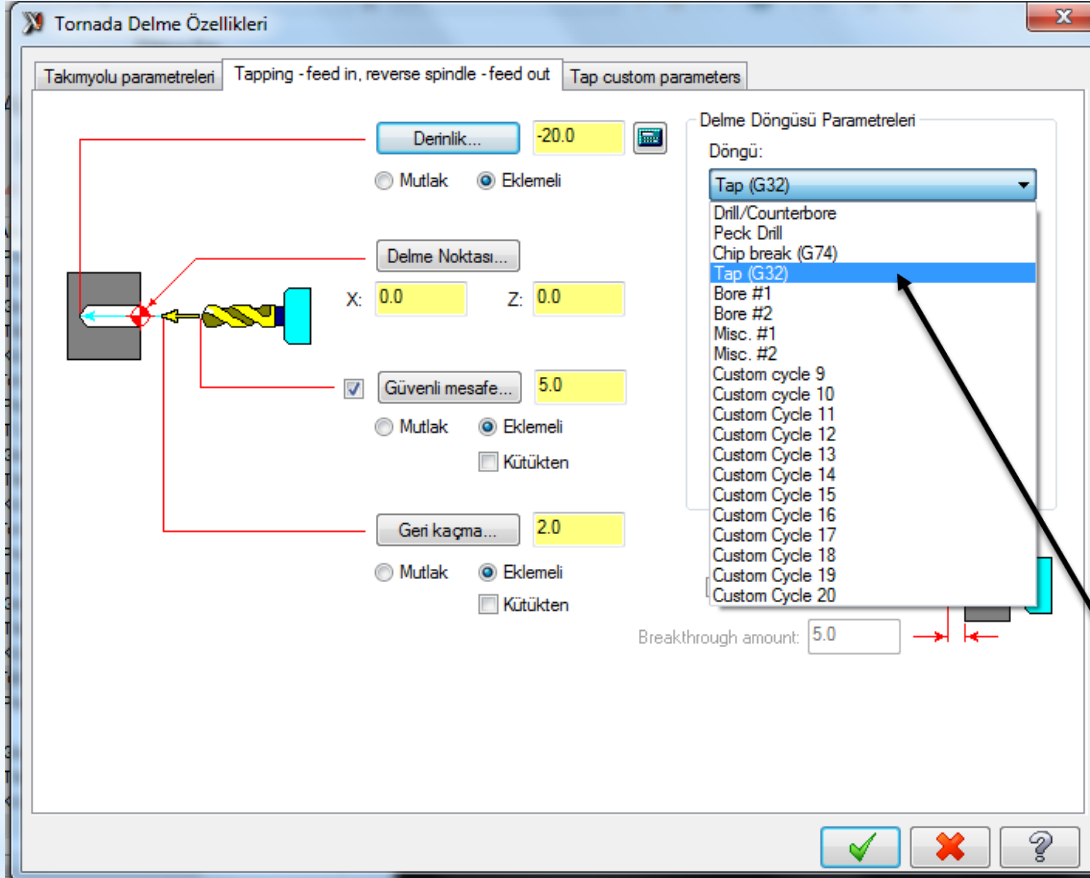 Tornada Delme Özellikleri
Takımyolu parametreleri
Tapping - feed in, reverse spindle - feed out
Tap custom parameters
Derinlik...
-20.0
Mutlak
Eklemeli
Delme Noktası...
X: 0.0
Z: 0.0
Güvenli mesafe...
5.0
Mutlak
Eklemeli
Kütükten
Geri kaçma...
2.0
Mutlak
Eklemeli
Kütükten
Delme Döngüsü Parametreleri
Döngü:
Tap (G32)
Drill/Counterbore
Peck Drill
Chip break (G74)
Tap (G32)
Bore #1
Bore #2
Misc. #1
Misc. #2
Custom cycle 9
Custom cycle 10
Custom Cycle 11
Custom Cycle 12
Custom Cycle 13
Custom Cycle 14
Custom Cycle 15
Custom Cycle 16
Custom Cycle 17
Custom Cycle 18
Custom Cycle 19
Custom Cycle 20
Breakthrough amount: 5.0